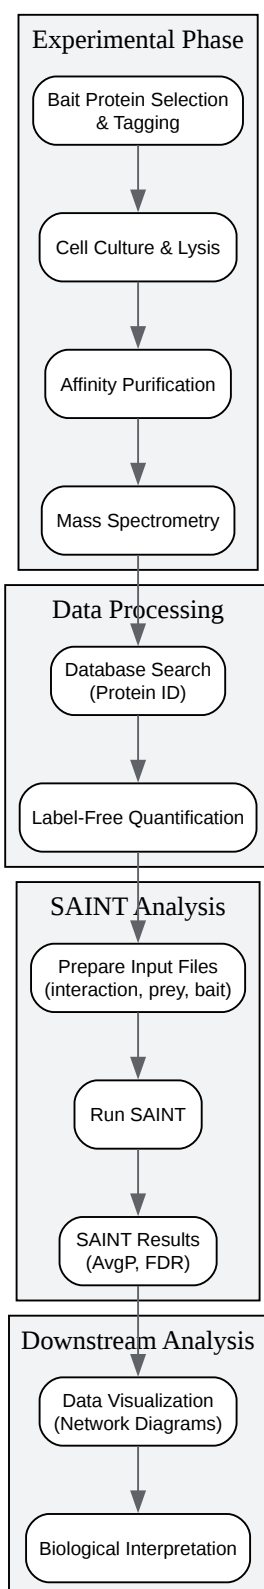 Experimental Phase
Bait Protein Selection
& Tagging
Cell Culture & Lysis
Affinity Purification
Mass Spectrometry
Data Processing
Database Search
(Protein ID)
Label-Free Quantification
SAINT Analysis
Prepare Input Files
(interaction, prey, bait)
Run SAINT
SAINT Results
(AvgP, FDR)
Downstream Analysis
Data Visualization
(Network Diagrams)
Biological Interpretation